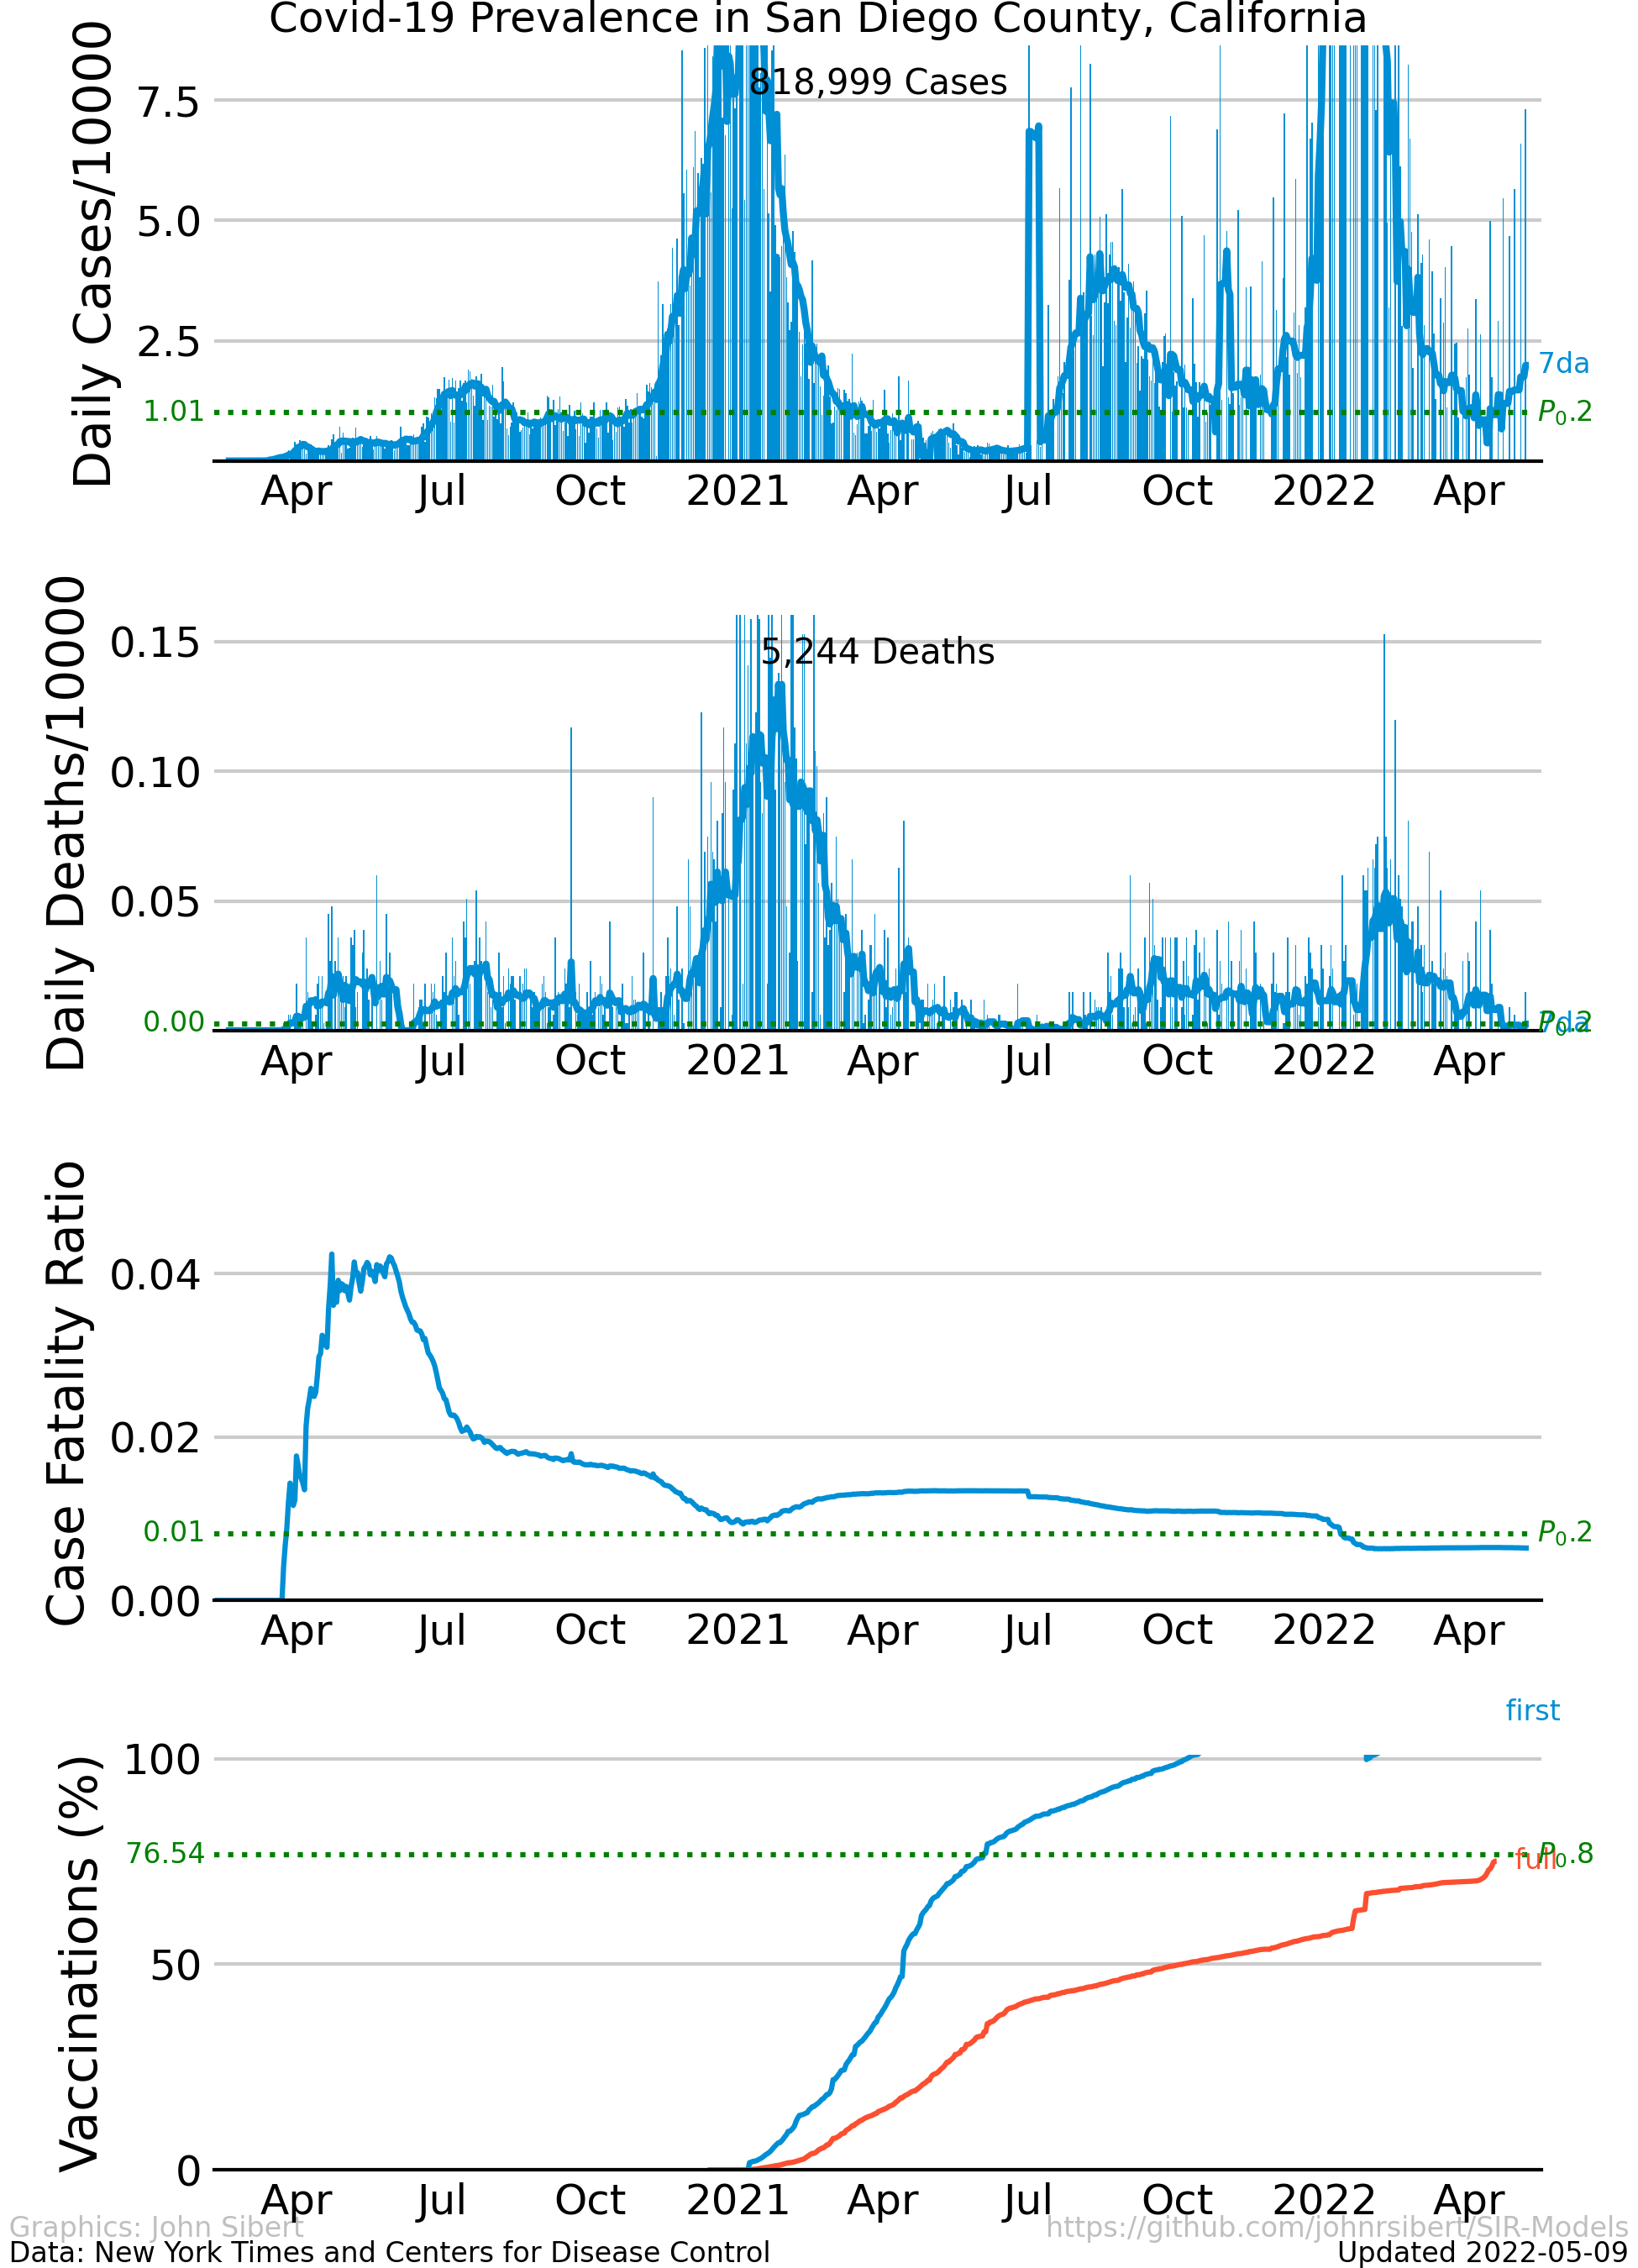 Covid-19 Prevalence in San Diego County, California
Daily Cases/10000
818,999 Cases
7.5
5.0
2.5
1.01
7da
P₀.2
Apr Jul Oct 2021 Apr Jul Oct 2022 Apr
Daily Deaths/10000
5,244 Deaths
0.15
0.10
0.05
0.00
7da
P₀.2
Apr Jul Oct 2021 Apr Jul Oct 2022 Apr
Case Fatality Ratio
0.04
0.02
0.01
P₀.2
0.00
Apr Jul Oct 2021 Apr Jul Oct 2022 Apr
Vaccinations (%)
first
100
76.54
full
P₀.8
50
0
Apr Jul Oct 2021 Apr Jul Oct 2022 Apr
Graphics: John Sibert https://github.com/johnrsibert/SIR-Models
Data: New York Times and Centers for Disease Control Updated 2022-05-09